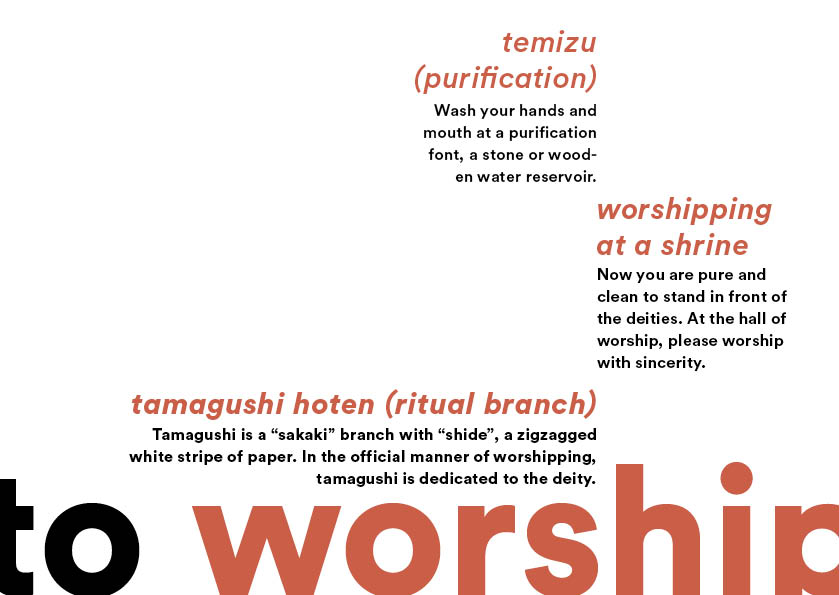 temizu
(purification)
Wash your hands and
mouth at a purification
font, a stone or wood-
en water reservoir.
worshipping
at a shrine
Now you are pure and
clean to stand in front of
the deities. At the hall of
worship, please worship
with sincerity.
tamagushi hoten (ritual branch)
Tamagushi is a “sakaki” branch with “shide”, a zigzagged
white stripe of paper. In the official manner of worshipping,
tamagushi is dedicated to the deity.
to worship